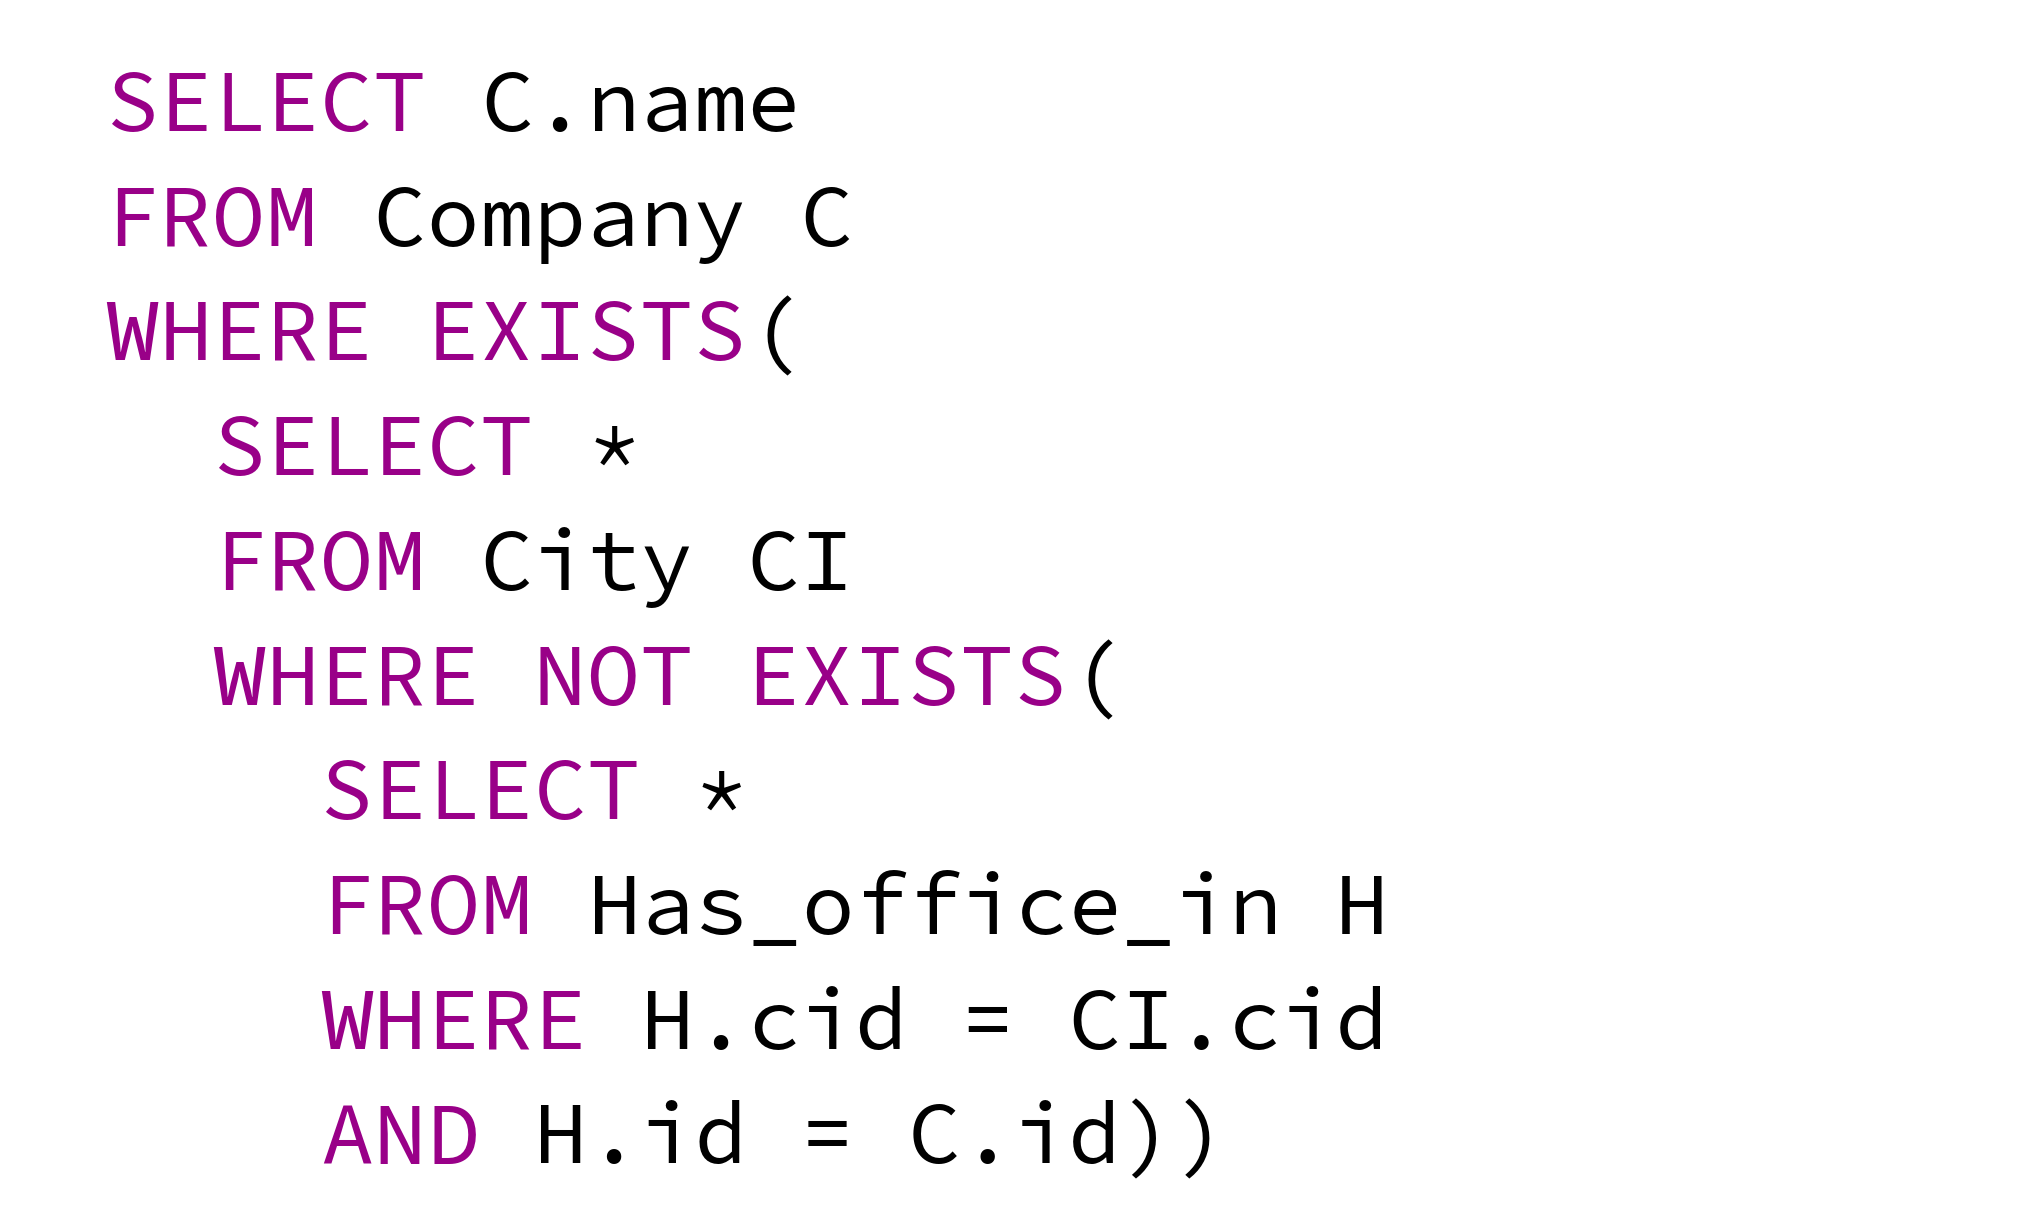 SELECT C.name
FROM Company C
WHERE EXISTS(
SELECT *
FROM City CI
WHERE NOT EXISTS(
SELECT *
FROM Has_office_in H
WHERE H.cid = CI.cid
AND H.id = C.id))